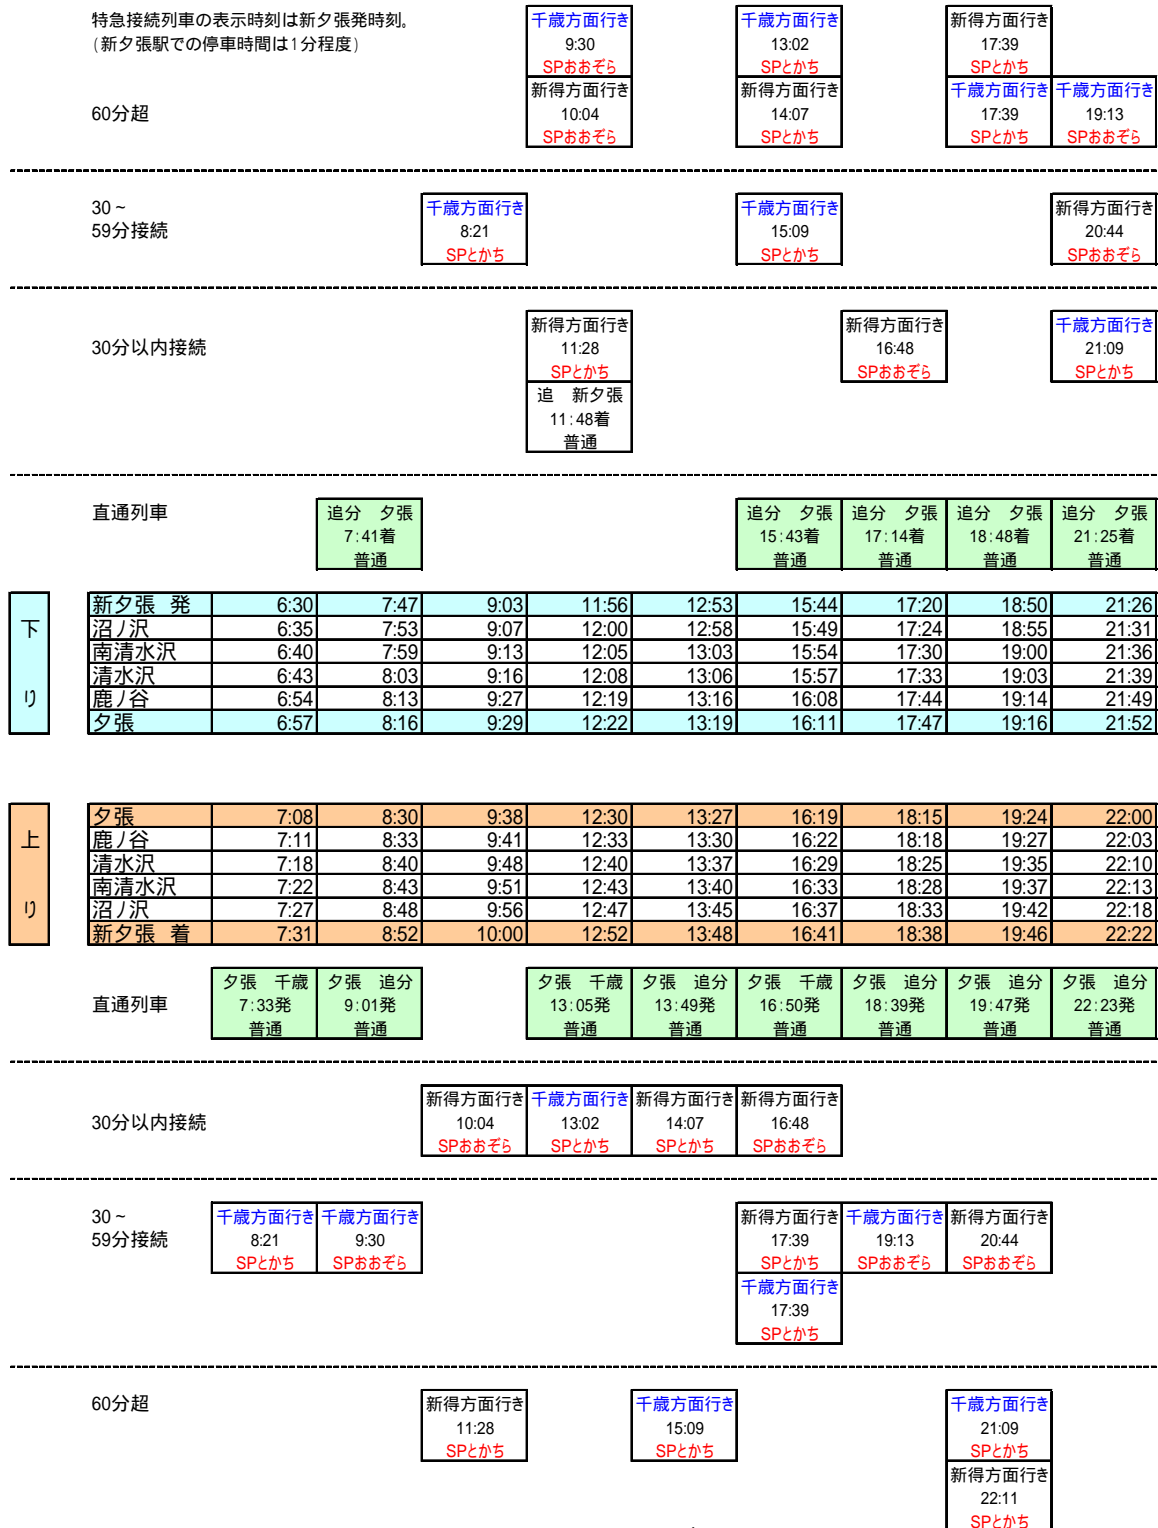 特急接続列車の表示時刻は新夕張発時刻。
(新夕張駅での停車時間は1分程度)
千歳方面行き 千歳方面行き 新得方面行き
9:30 13:02 17:39
SPおおぞら SPとかち SPとかち
新得方面行き 新得方面行き 千歳方面行き 千歳方面行き
60分超 10:04 14:07 17:39 19:13
SPおおぞら SPとかち SPとかち SPおおぞら
30~ 千歳方面行き 千歳方面行き 新得方面行き
59分接続 8:21 15:09 20:44
SPとかち SPとかち SPおおぞら
新得方面行き 新得方面行き 千歳方面行き
30分以内接続 11:28 16:48 21:09
SPとかち SPおおぞら SPとかち
追 新夕張
11:48着
普通
直通列車 追分 夕張 追分 夕張 追分 夕張 追分 夕張 追分 夕張
7:41着 15:43着 17:14着 18:48着 21:25着
普通 普通 普通 普通 普通
下り
新夕張 発 6:30 7:47 9:03 11:56 12:53 15:44 17:20 18:50 21:26
沼ノ沢 6:35 7:53 9:07 12:00 12:58 15:49 17:24 18:55 21:31
南清水沢 6:40 7:59 9:13 12:05 13:03 15:54 17:30 19:00 21:36
清水沢 6:43 8:03 9:16 12:08 13:06 15:57 17:33 19:03 21:39
鹿ノ谷 6:54 8:13 9:27 12:19 13:16 16:08 17:44 19:14 21:49
夕張 6:57 8:16 9:29 12:22 13:19 16:11 17:47 19:16 21:52
上り
夕張 7:08 8:30 9:38 12:30 13:27 16:19 18:15 19:24 22:00
鹿ノ谷 7:11 8:33 9:41 12:33 13:30 16:22 18:18 19:27 22:03
清水沢 7:18 8:40 9:48 12:40 13:37 16:29 18:25 19:35 22:10
南清水沢 7:22 8:43 9:51 12:43 13:40 16:33 18:28 19:37 22:13
沼ノ沢 7:27 8:48 9:56 12:47 13:45 16:37 18:33 19:42 22:18
新夕張 着 7:31 8:52 10:00 12:52 13:48 16:41 18:38 19:46 22:22
夕張 千歳 夕張 追分 夕張 千歳 夕張 追分 夕張 千歳 夕張 追分 夕張 追分 夕張 追分
直通列車 7:33発 9:01発 13:05発 13:49発 16:50発 18:39発 19:47発 22:23発
普通 普通 普通 普通 普通 普通 普通 普通
新得方面行き 千歳方面行き 新得方面行き 新得方面行き
30分以内接続 10:04 13:02 14:07 16:48
SPおおぞら SPとかち SPとかち SPおおぞら
30~ 千歳方面行き 千歳方面行き 新得方面行き 千歳方面行き 新得方面行き
59分接続 8:21 9:30 17:39 19:13 20:44
SPとかち SPおおぞら SPとかち SPおおぞら SPおおぞら
千歳方面行き
17:39
SPとかち
60分超 新得方面行き 千歳方面行き 千歳方面行き
11:28 15:09 21:09
SPとかち SPとかち SPとかち
新得方面行き
22:11
SPとかち